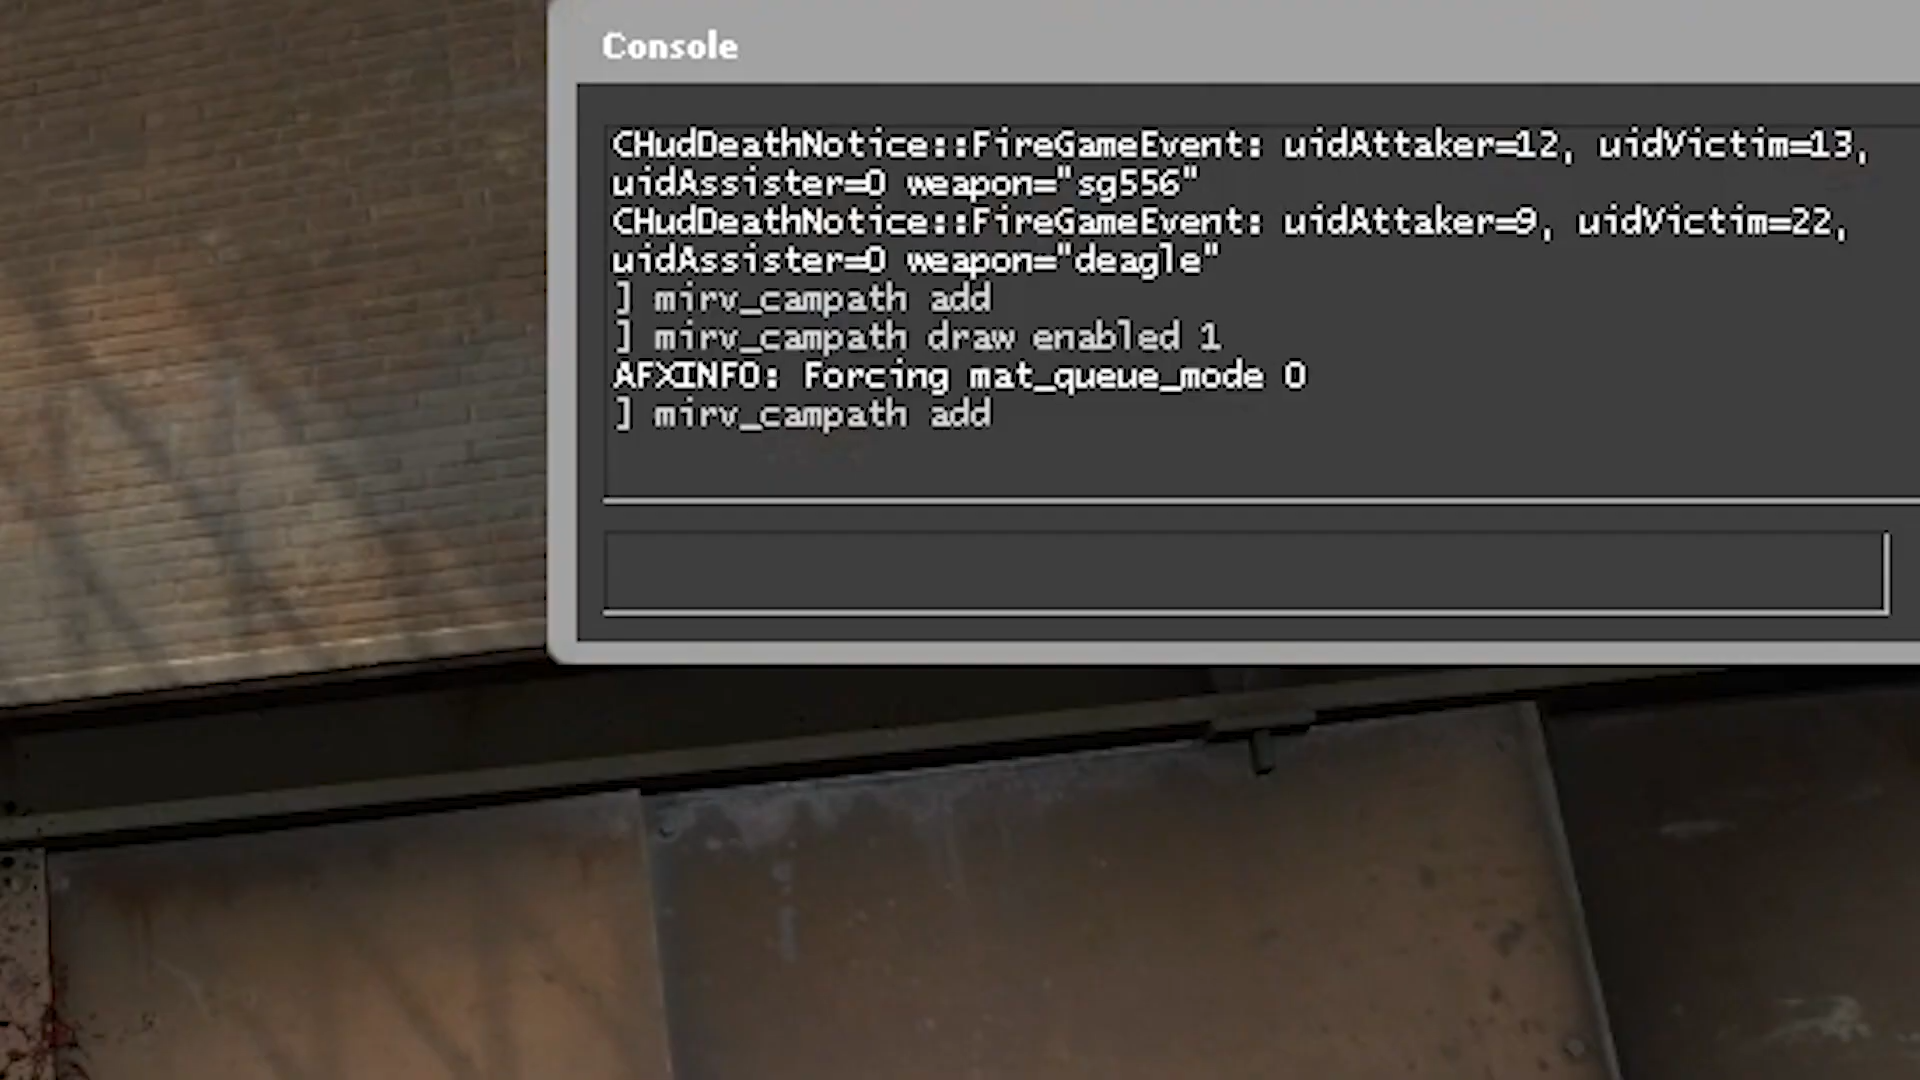 Console
CHudDeathNotice::FireGameEvent: uidAttaker=12, uidVictim=13,
uidAssister=0 weapon="sg556"
CHudDeathNotice::FireGameEvent: uidAttaker=9, uidVictim=22,
uidAssister=0 weapon="deagle"
] mirv_campath add
] mirv_campath draw enabled 1
AFXINFO: Forcing mat_queue_mode 0
] mirv_campath add